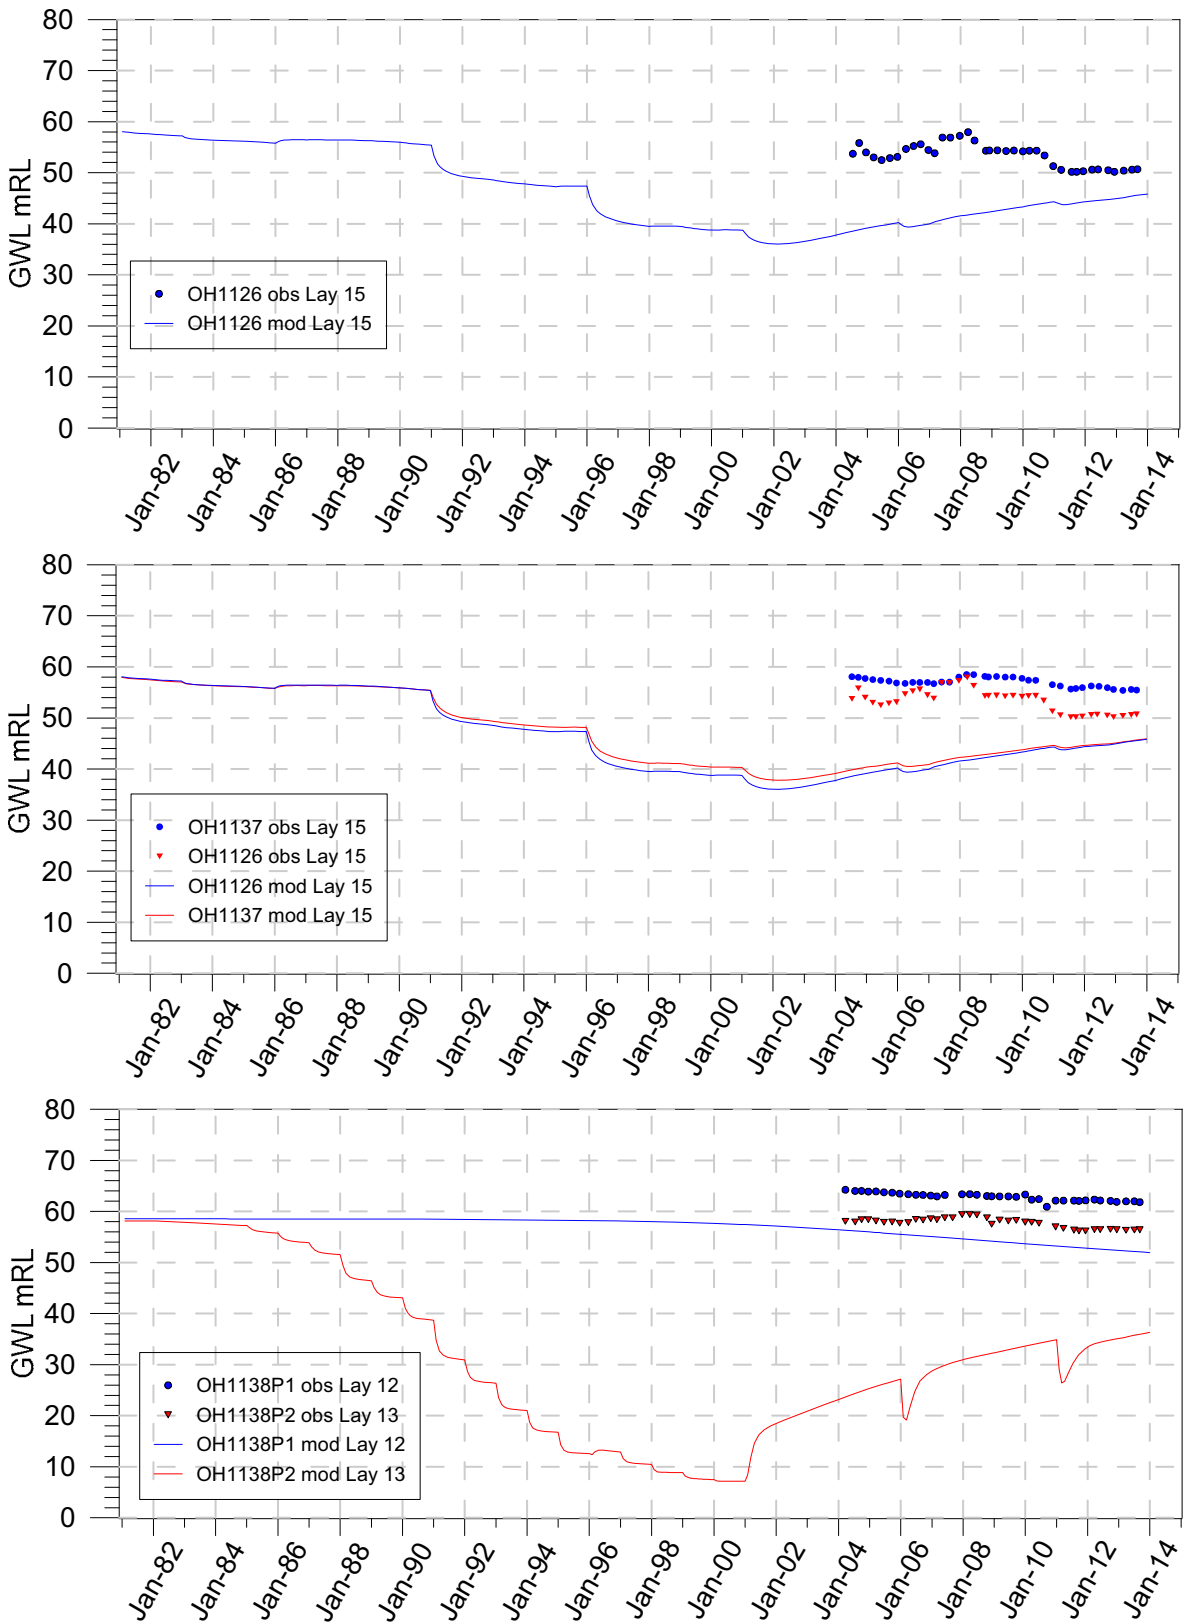 80
70
60
50
40
30
20
10
0
GWL mRL
OH1126 obs Lay 15
OH1126 mod Lay 15
Jan-82
Jan-84
Jan-86
Jan-88
Jan-90
Jan-92
Jan-94
Jan-96
Jan-98
Jan-00
Jan-02
Jan-04
Jan-06
Jan-08
Jan-10
Jan-12
Jan-14
80
70
60
50
40
30
20
10
0
GWL mRL
OH1137 obs Lay 15
OH1126 obs Lay 15
OH1126 mod Lay 15
OH1137 mod Lay 15
Jan-82
Jan-84
Jan-86
Jan-88
Jan-90
Jan-92
Jan-94
Jan-96
Jan-98
Jan-00
Jan-02
Jan-04
Jan-06
Jan-08
Jan-10
Jan-12
Jan-14
80
70
60
50
40
30
20
10
0
GWL mRL
OH1138P1 obs Lay 12
OH1138P2 obs Lay 13
OH1138P1 mod Lay 12
OH1138P2 mod Lay 13
Jan-82
Jan-84
Jan-86
Jan-88
Jan-90
Jan-92
Jan-94
Jan-96
Jan-98
Jan-00
Jan-02
Jan-04
Jan-06
Jan-08
Jan-10
Jan-12
Jan-14